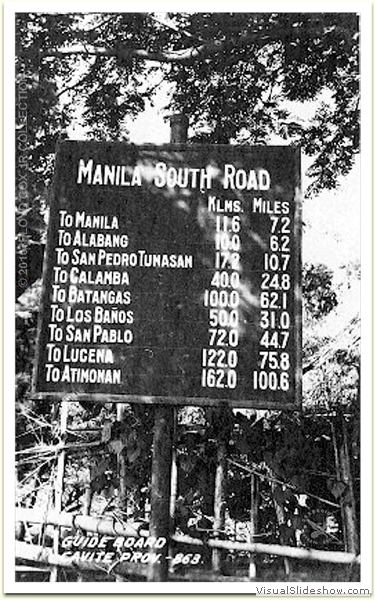 MANILA SOUTH ROAD
KLMS. MILES
TO MANILA 11.6 7.2
TO ALABANG 10.0 6.2
TO SAN PEDRO TUNASAN 17.2 10.7
TO CALAMBA 40.0 24.8
TO BATANGAS 100.0 62.1
TO LOS BAÑOS 50.0 31.0
TO SAN PABLO 72.0 44.7
TO LUCENA 122.0 75.8
TO ATIMONAN 162.0 100.6
GUIDE BOARD
CAVITE PROV. - 863.
VisualSlideshow.com